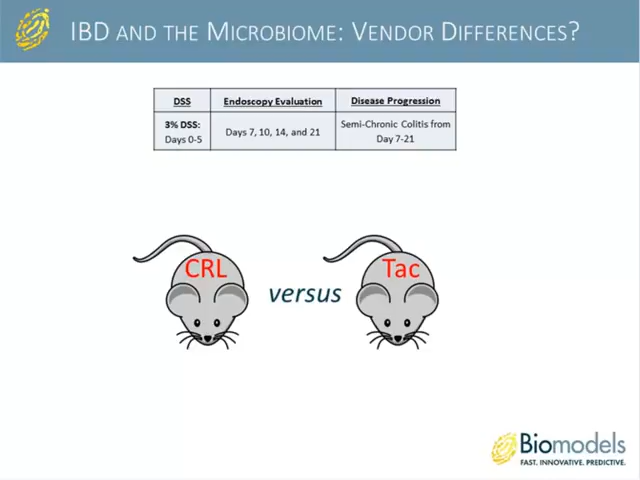 IBD AND THE MICROBIOME: VENDOR DIFFERENCES?
DSS
Endoscopy Evaluation
Disease Progression
3% DSS:
Days 0-5
Days 7, 10, 14, and 21
Semi-Chronic Colitis from
Day 7-21
CRL
versus
Tac
Biomodels
FAST. INNOVATIVE. PREDICTIVE.